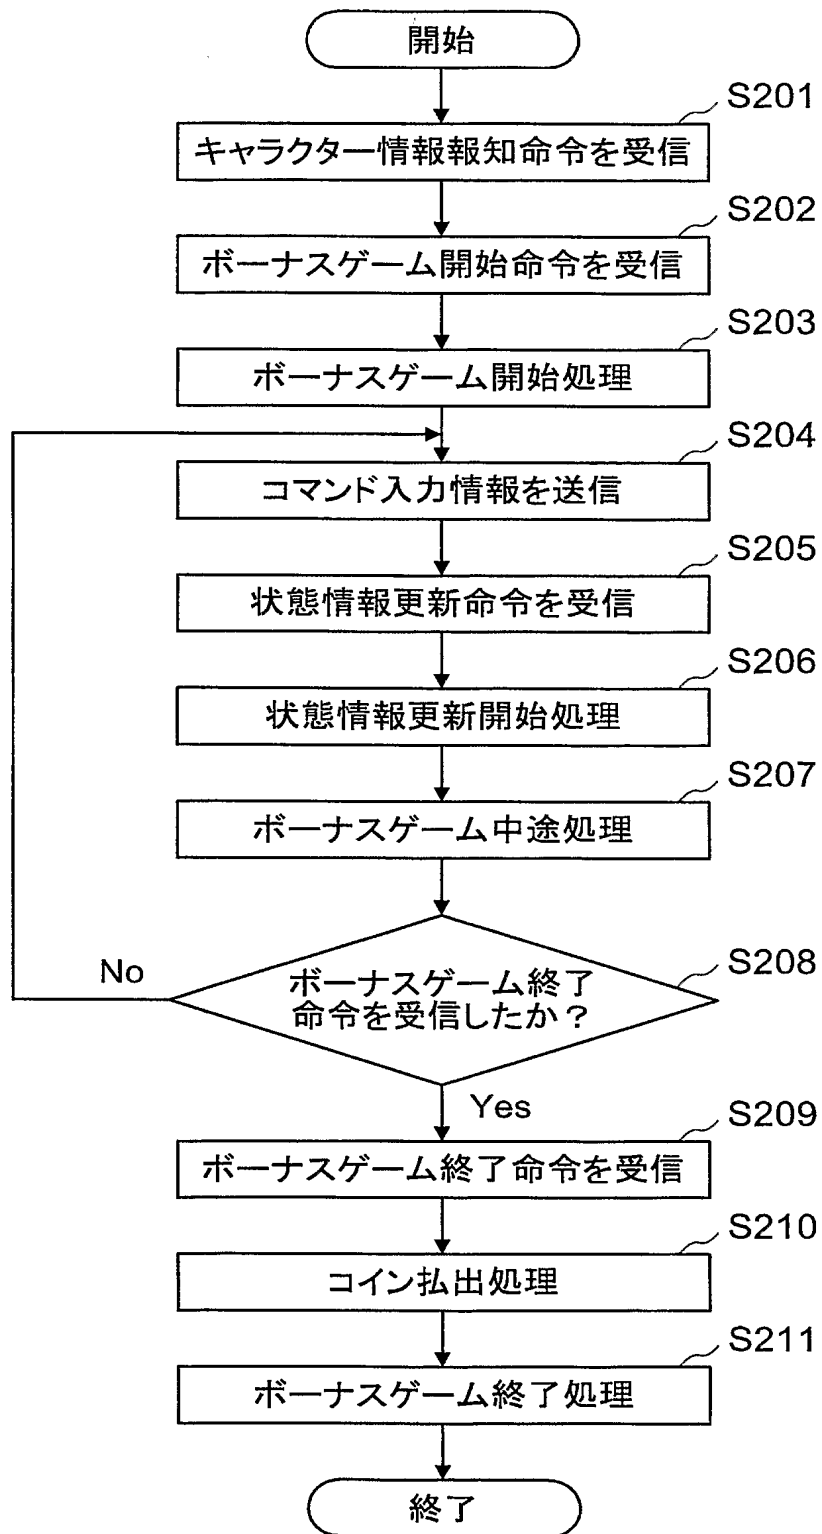 開始
S201
キャラクター情報報知命令を受信
S202
ボーナスゲーム開始命令を受信
S203
ボーナスゲーム開始処理
S204
コマンド入力情報を送信
S205
状態情報更新命令を受信
S206
状態情報更新開始処理
S207
ボーナスゲーム中途処理
S208
No
ボーナスゲーム終了
命令を受信したか？
Yes
S209
ボーナスゲーム終了命令を受信
S210
コイン払出処理
S211
ボーナスゲーム終了処理
終了